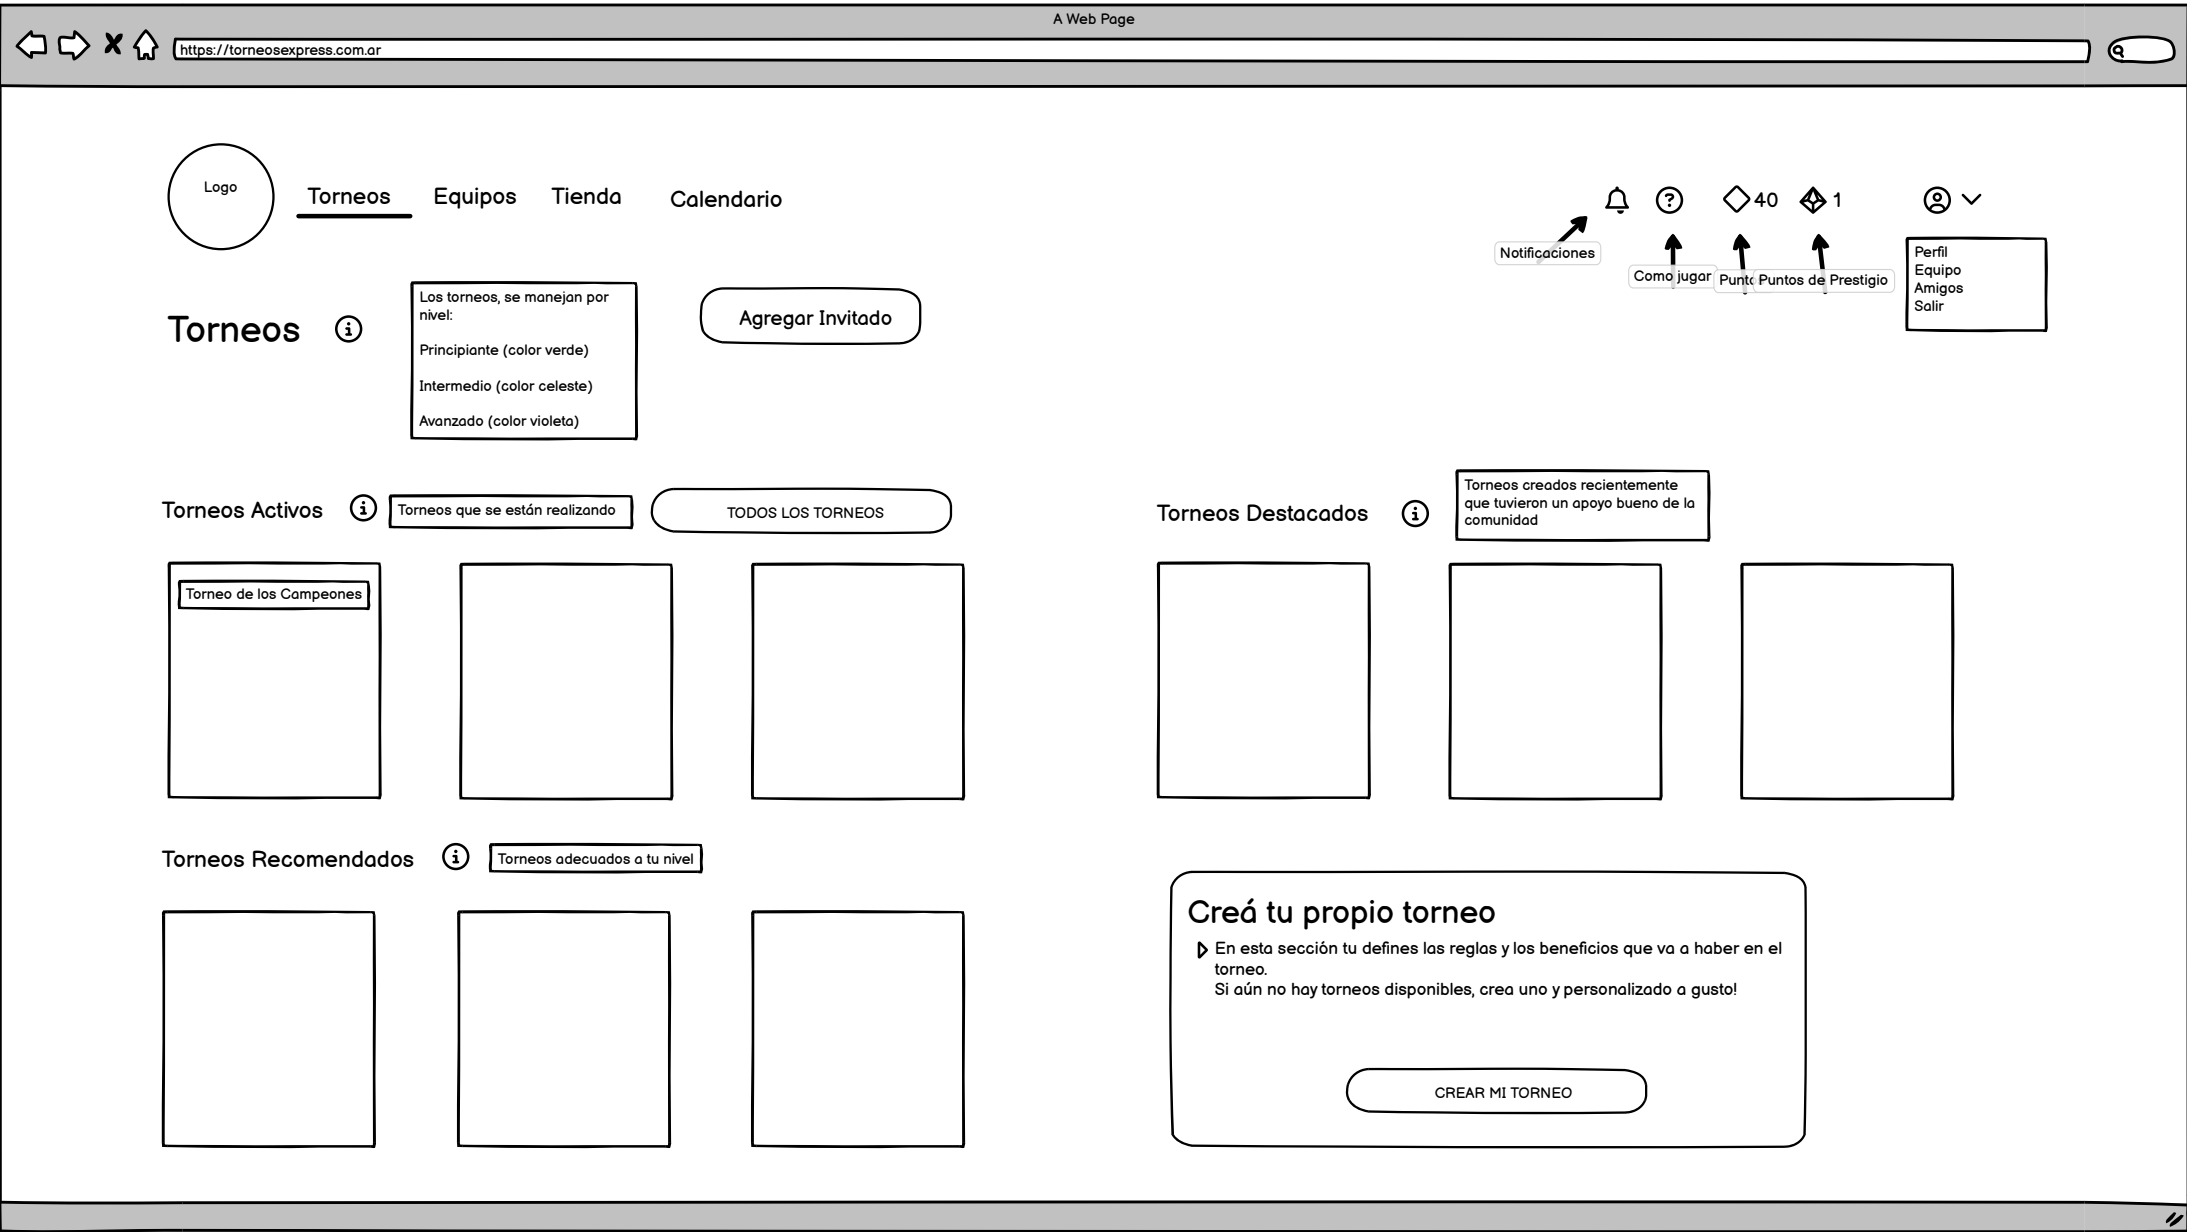 A Web Page
https://torneosexpress.com.ar
Logo
Torneos
Equipos
Tienda
Calendario
40
1
Notificaciones
Como jugar
Puntos de Prestigio
Perfil
Equipo
Amigos
Salir
Torneos
Los torneos, se manejan por
nivel:
Principiante (color verde)
Intermedio (color celeste)
Avanzado (color violeta)
Agregar Invitado
Torneos Activos
Torneos que se están realizando
TODOS LOS TORNEOS
Torneos Destacados
Torneos creados recientemente
que tuvieron un apoyo bueno de la
comunidad
Torneo de los Campeones
Torneos Recomendados
Torneos adecuados a tu nivel
Creá tu propio torneo
En esta sección tu defines las reglas y los beneficios que va a haber en el
torneo.
Si aún no hay torneos disponibles, crea uno y personalizado a gusto!
CREAR MI TORNEO